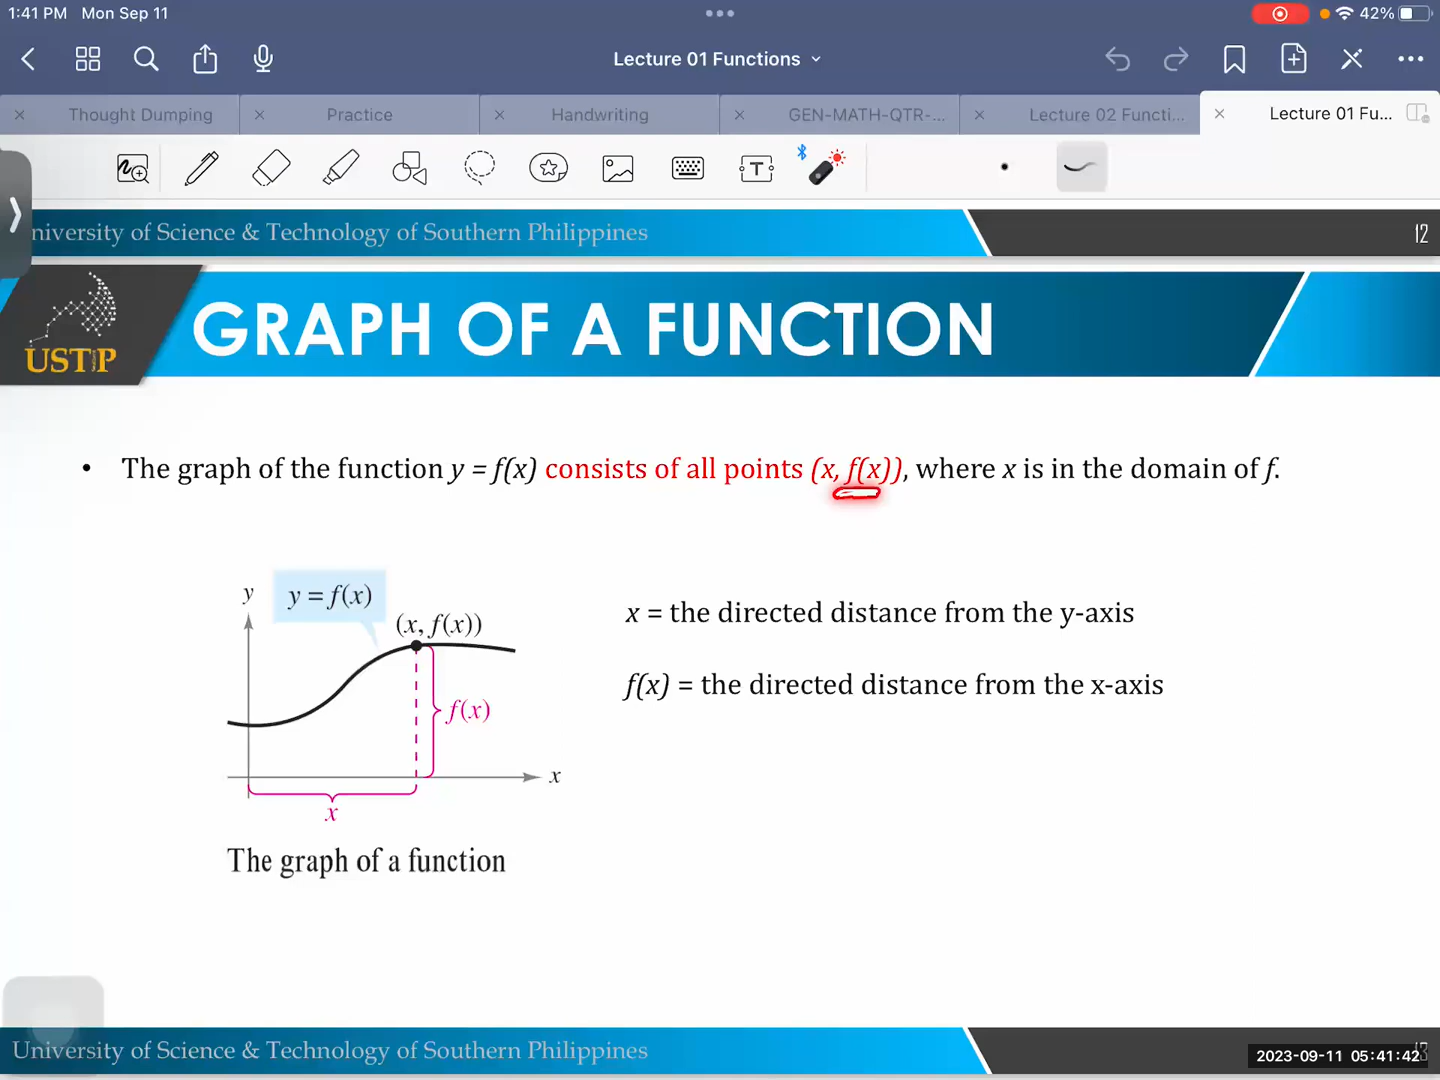 1:41 PM Mon Sep 11
42%
Lecture 01 Functions
Thought Dumping
Practice
Handwriting
GEN-MATH-QTR-...
Lecture 02 Functi...
Lecture 01 Fu...
T
niversity of Science & Technology of Southern Philippines
12
USTP
GRAPH OF A FUNCTION
• The graph of the function y = f(x) consists of all points (x, f(x)), where x is in the domain of f.
y
y = f(x)
(x, f(x))
f(x)
x
x
The graph of a function
x = the directed distance from the y-axis
f(x) = the directed distance from the x-axis
University of Science & Technology of Southern Philippines
2023-09-11 05:41:42